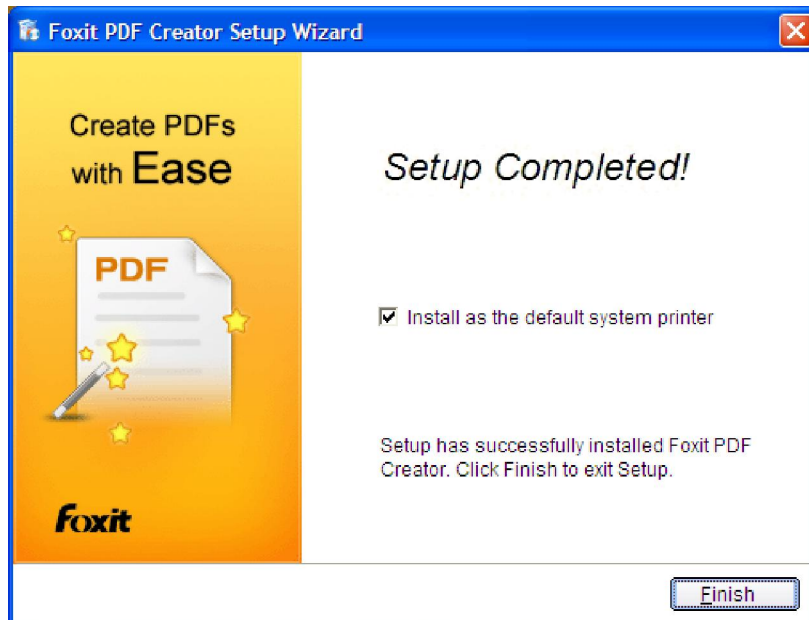 Foxit PDF Creator Setup Wizard
Create PDFs
with Ease
PDF
Foxit
Setup Completed!
Install as the default system printer
Setup has successfully installed Foxit PDF
Creator. Click Finish to exit Setup.
Finish